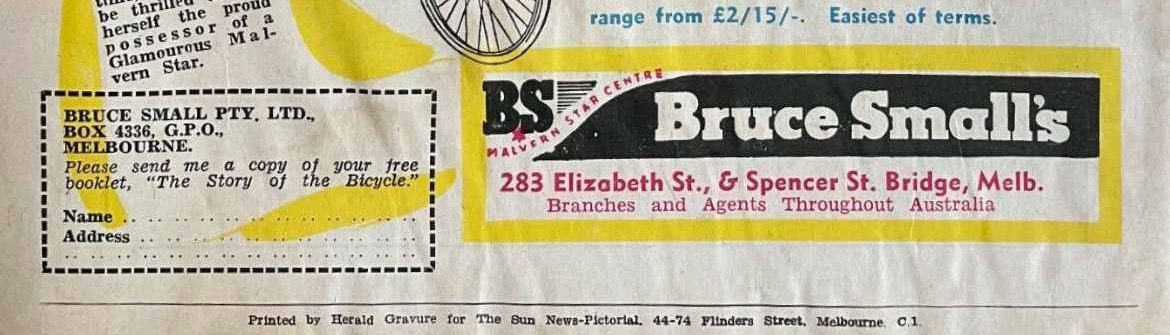 be thrilled
herself the proud
possessor of a
Glamourous Mal-
vern Star.
range from £2/15/-. Easiest of terms.
BRUCE SMALL PTY. LTD.,
BOX 4336, G.P.O.,
MELBOURNE.
Please send me a copy of your free
booklet, "The Story of the Bicycle."
Name
Address
BS
MALVERN STAR CENTRE
Bruce Small's
283 Elizabeth St., & Spencer St. Bridge, Melb.
Branches and Agents Throughout Australia
Printed by Herald Gravure for The Sun News-Pictorial, 44-74 Flinders Street, Melbourne, C.1.